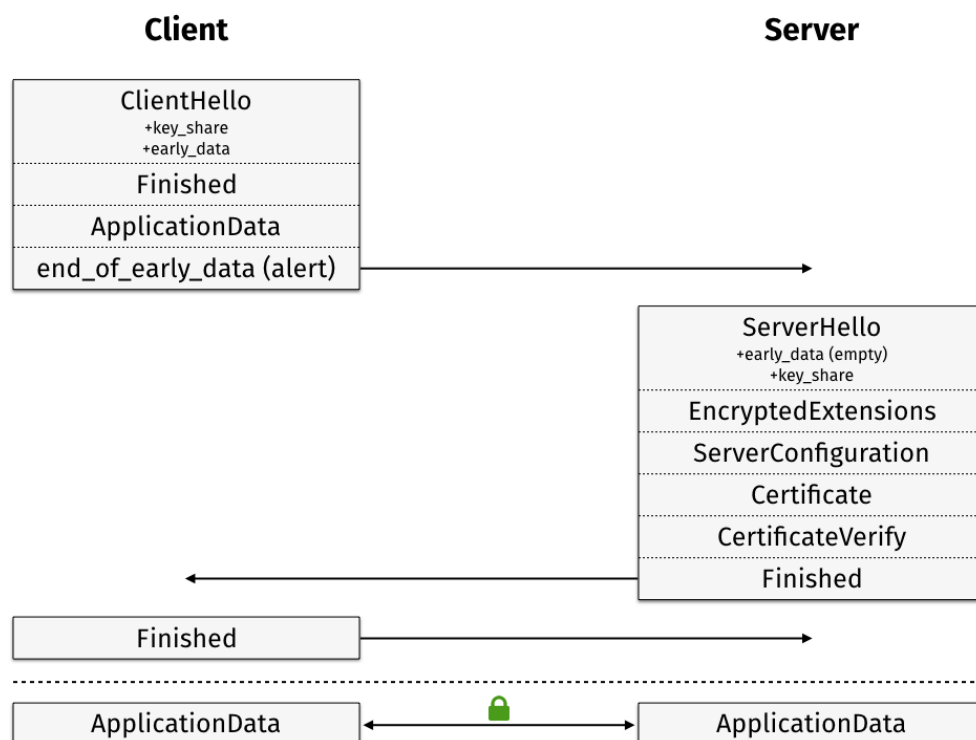 Client
Server
ClientHello
+key_share
+early_data
Finished
ApplicationData
end_of_early_data (alert)
ServerHello
+early_data (empty)
+key_share
EncryptedExtensions
ServerConfiguration
Certificate
CertificateVerify
Finished
Finished
ApplicationData
ApplicationData